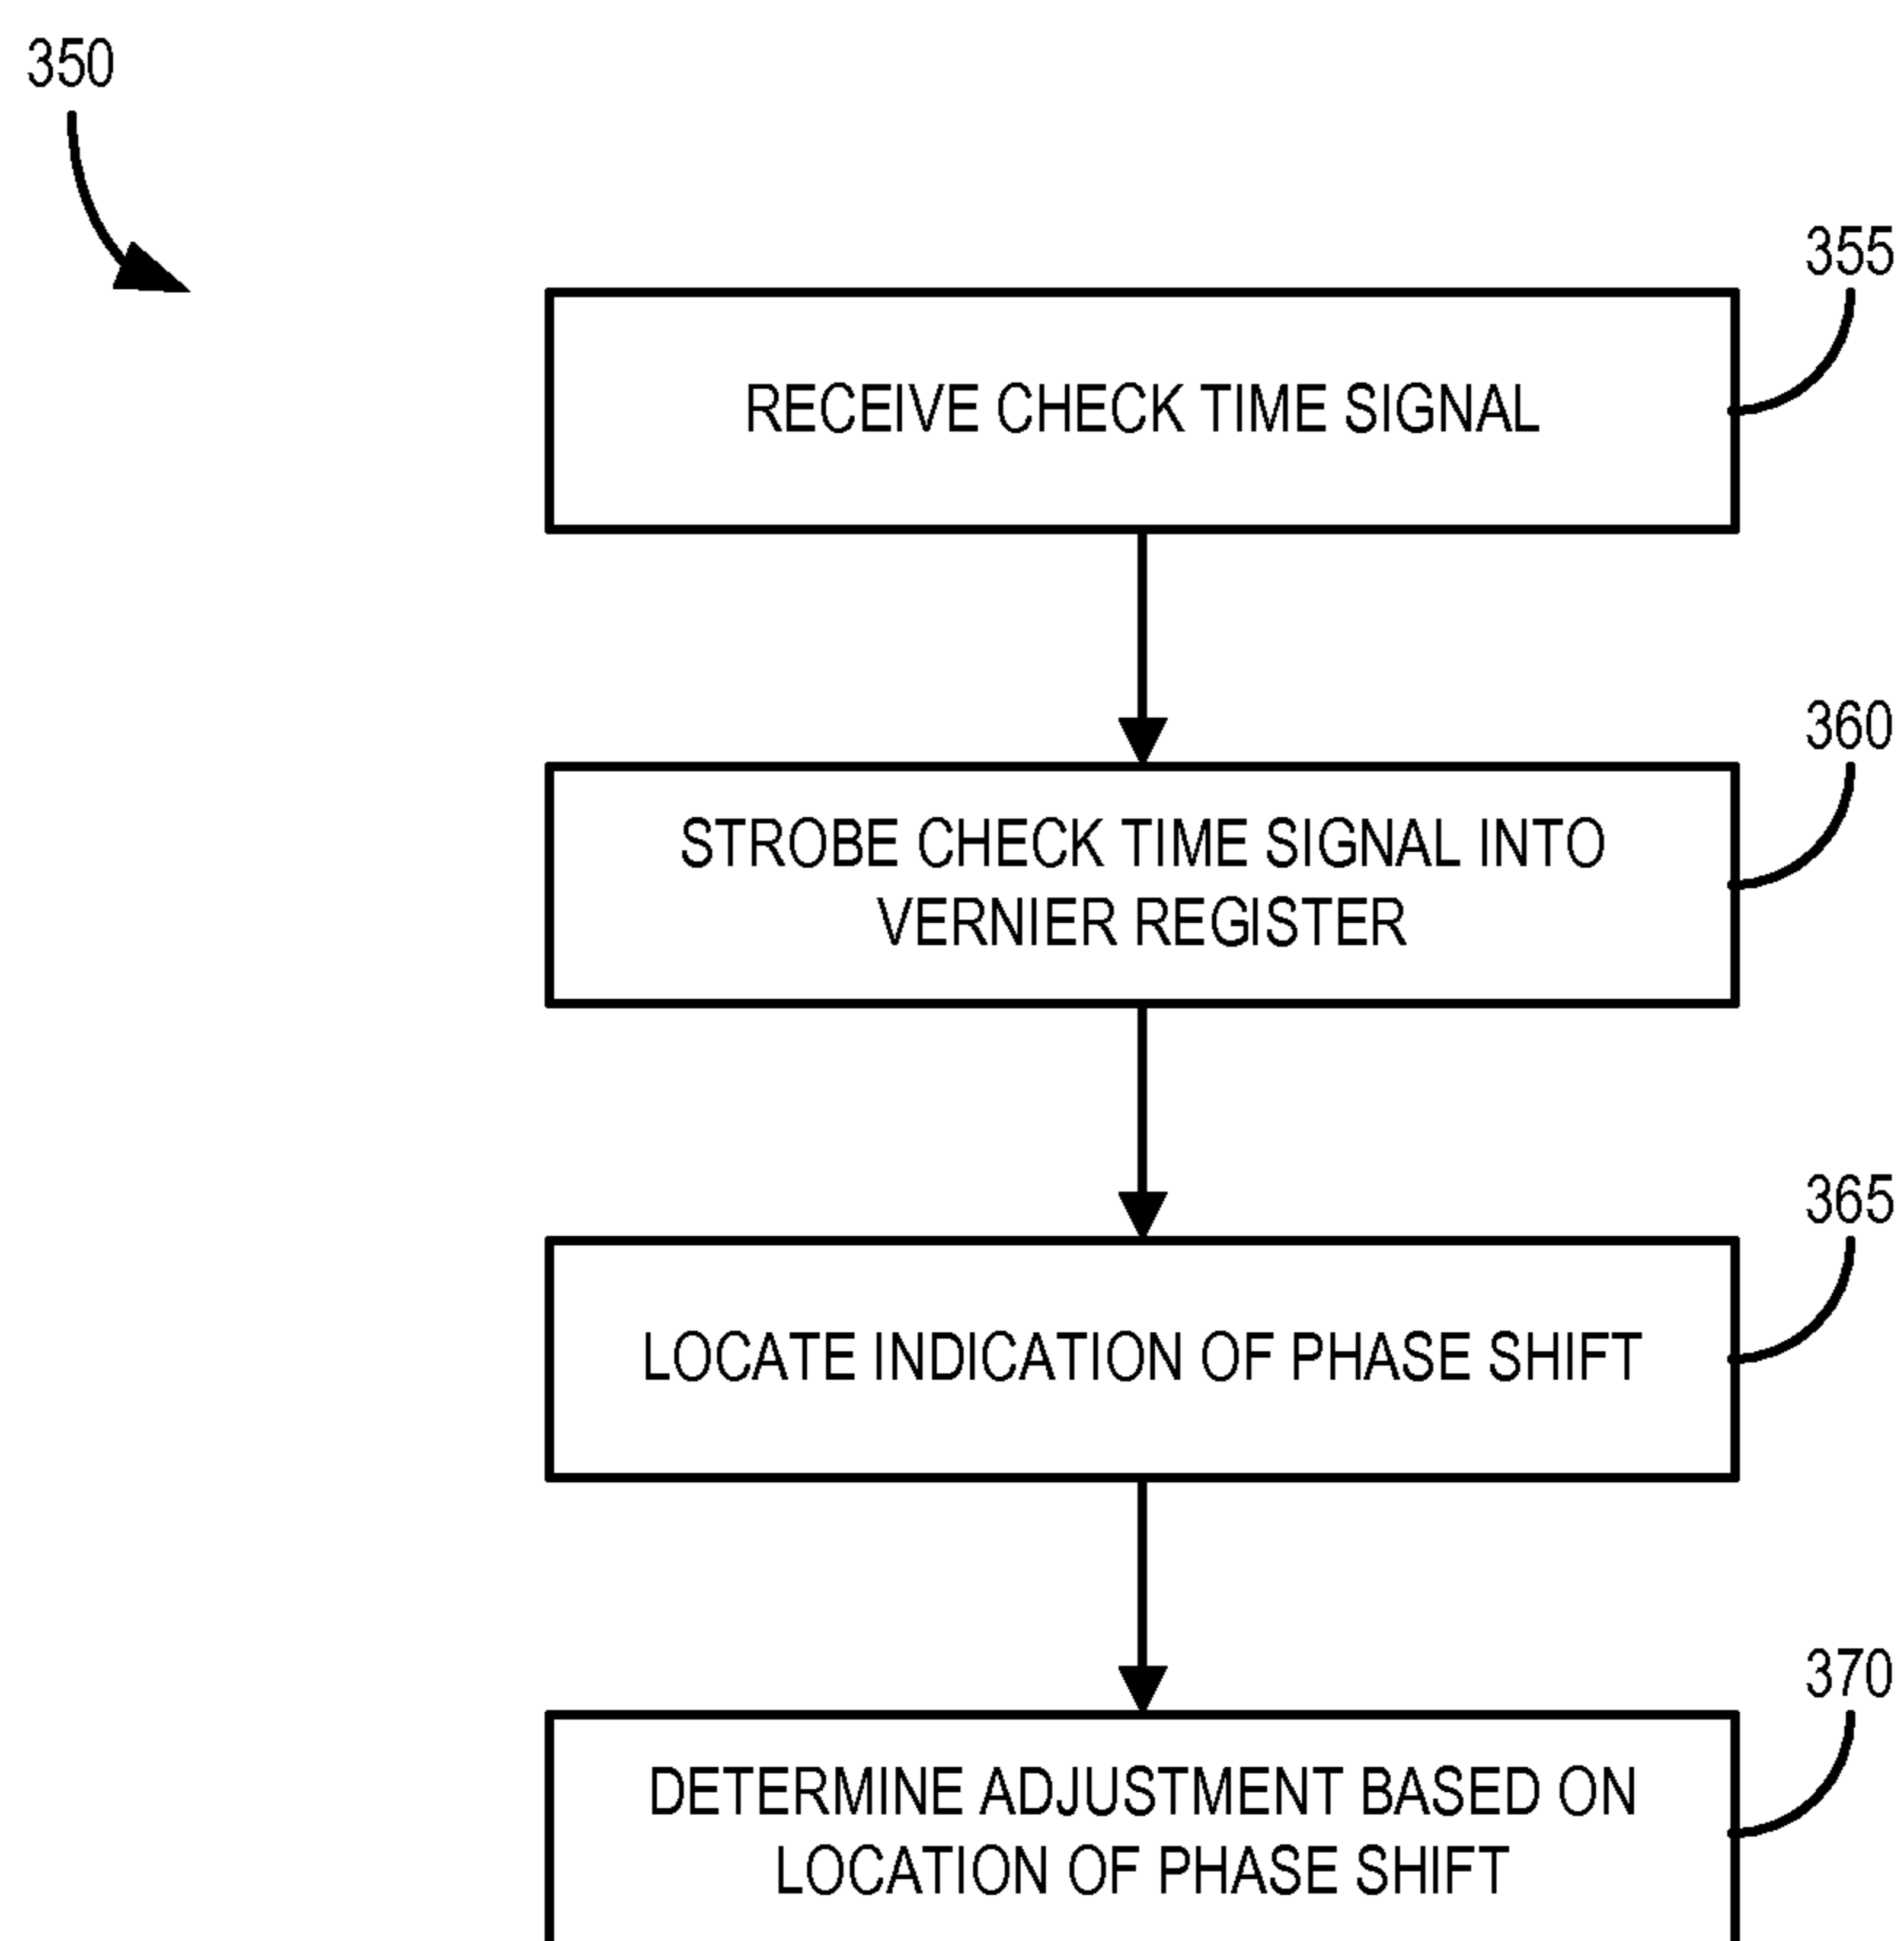 350
355
RECEIVE CHECK TIME SIGNAL
360
STROBE CHECK TIME SIGNAL INTO
VERNIER REGISTER
365
LOCATE INDICATION OF PHASE SHIFT
370
DETERMINE ADJUSTMENT BASED ON
LOCATION OF PHASE SHIFT